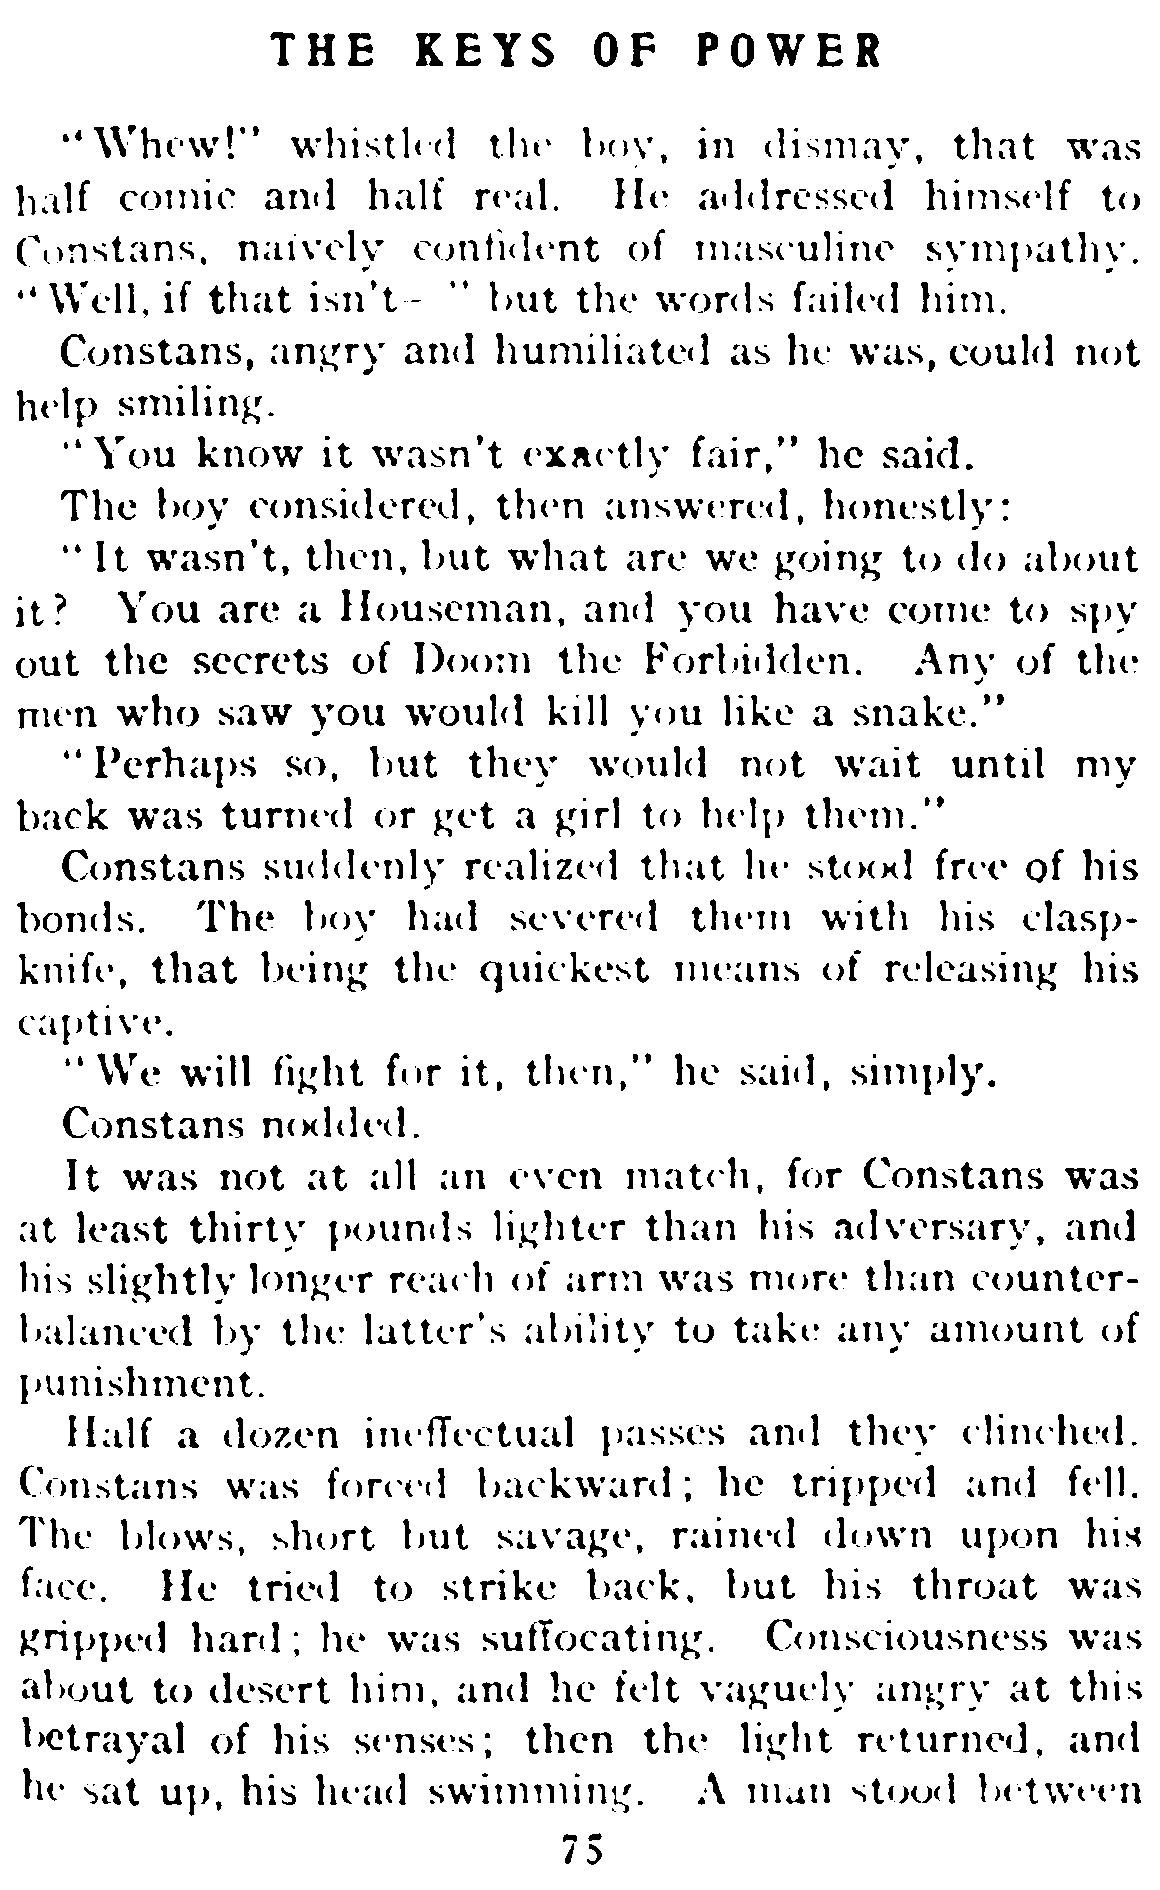 THE KEYS OF POWER
"Whew!" whistled the boy, in dismay, that was
half comic and half real. He addressed himself to
Constans, naively confident of masculine sympathy.
"Well, if that isn't— " but the words failed him.
Constans, angry and humiliated as he was, could not
help smiling.
"You know it wasn't exactly fair," he said.
The boy considered, then answered, honestly:
"It wasn't, then, but what are we going to do about
it? You are a Houseman, and you have come to spy
out the secrets of Doom the Forbidden. Any of the
men who saw you would kill you like a snake."
"Perhaps so, but they would not wait until my
back was turned or get a girl to help them."
Constans suddenly realized that he stood free of his
bonds. The boy had severed them with his clasp-
knife, that being the quickest means of releasing his
captive.
"We will fight for it, then," he said, simply.
Constans nodded.
It was not at all an even match, for Constans was
at least thirty pounds lighter than his adversary, and
his slightly longer reach of arm was more than counter-
balanced by the latter's ability to take any amount of
punishment.
Half a dozen ineffectual passes and they clinched.
Constans was forced backward; he tripped and fell.
The blows, short but savage, rained down upon his
face. He tried to strike back, but his throat was
gripped hard; he was suffocating. Consciousness was
about to desert him, and he felt vaguely angry at this
betrayal of his senses; then the light returned, and
he sat up, his head swimming. A man stood between
75